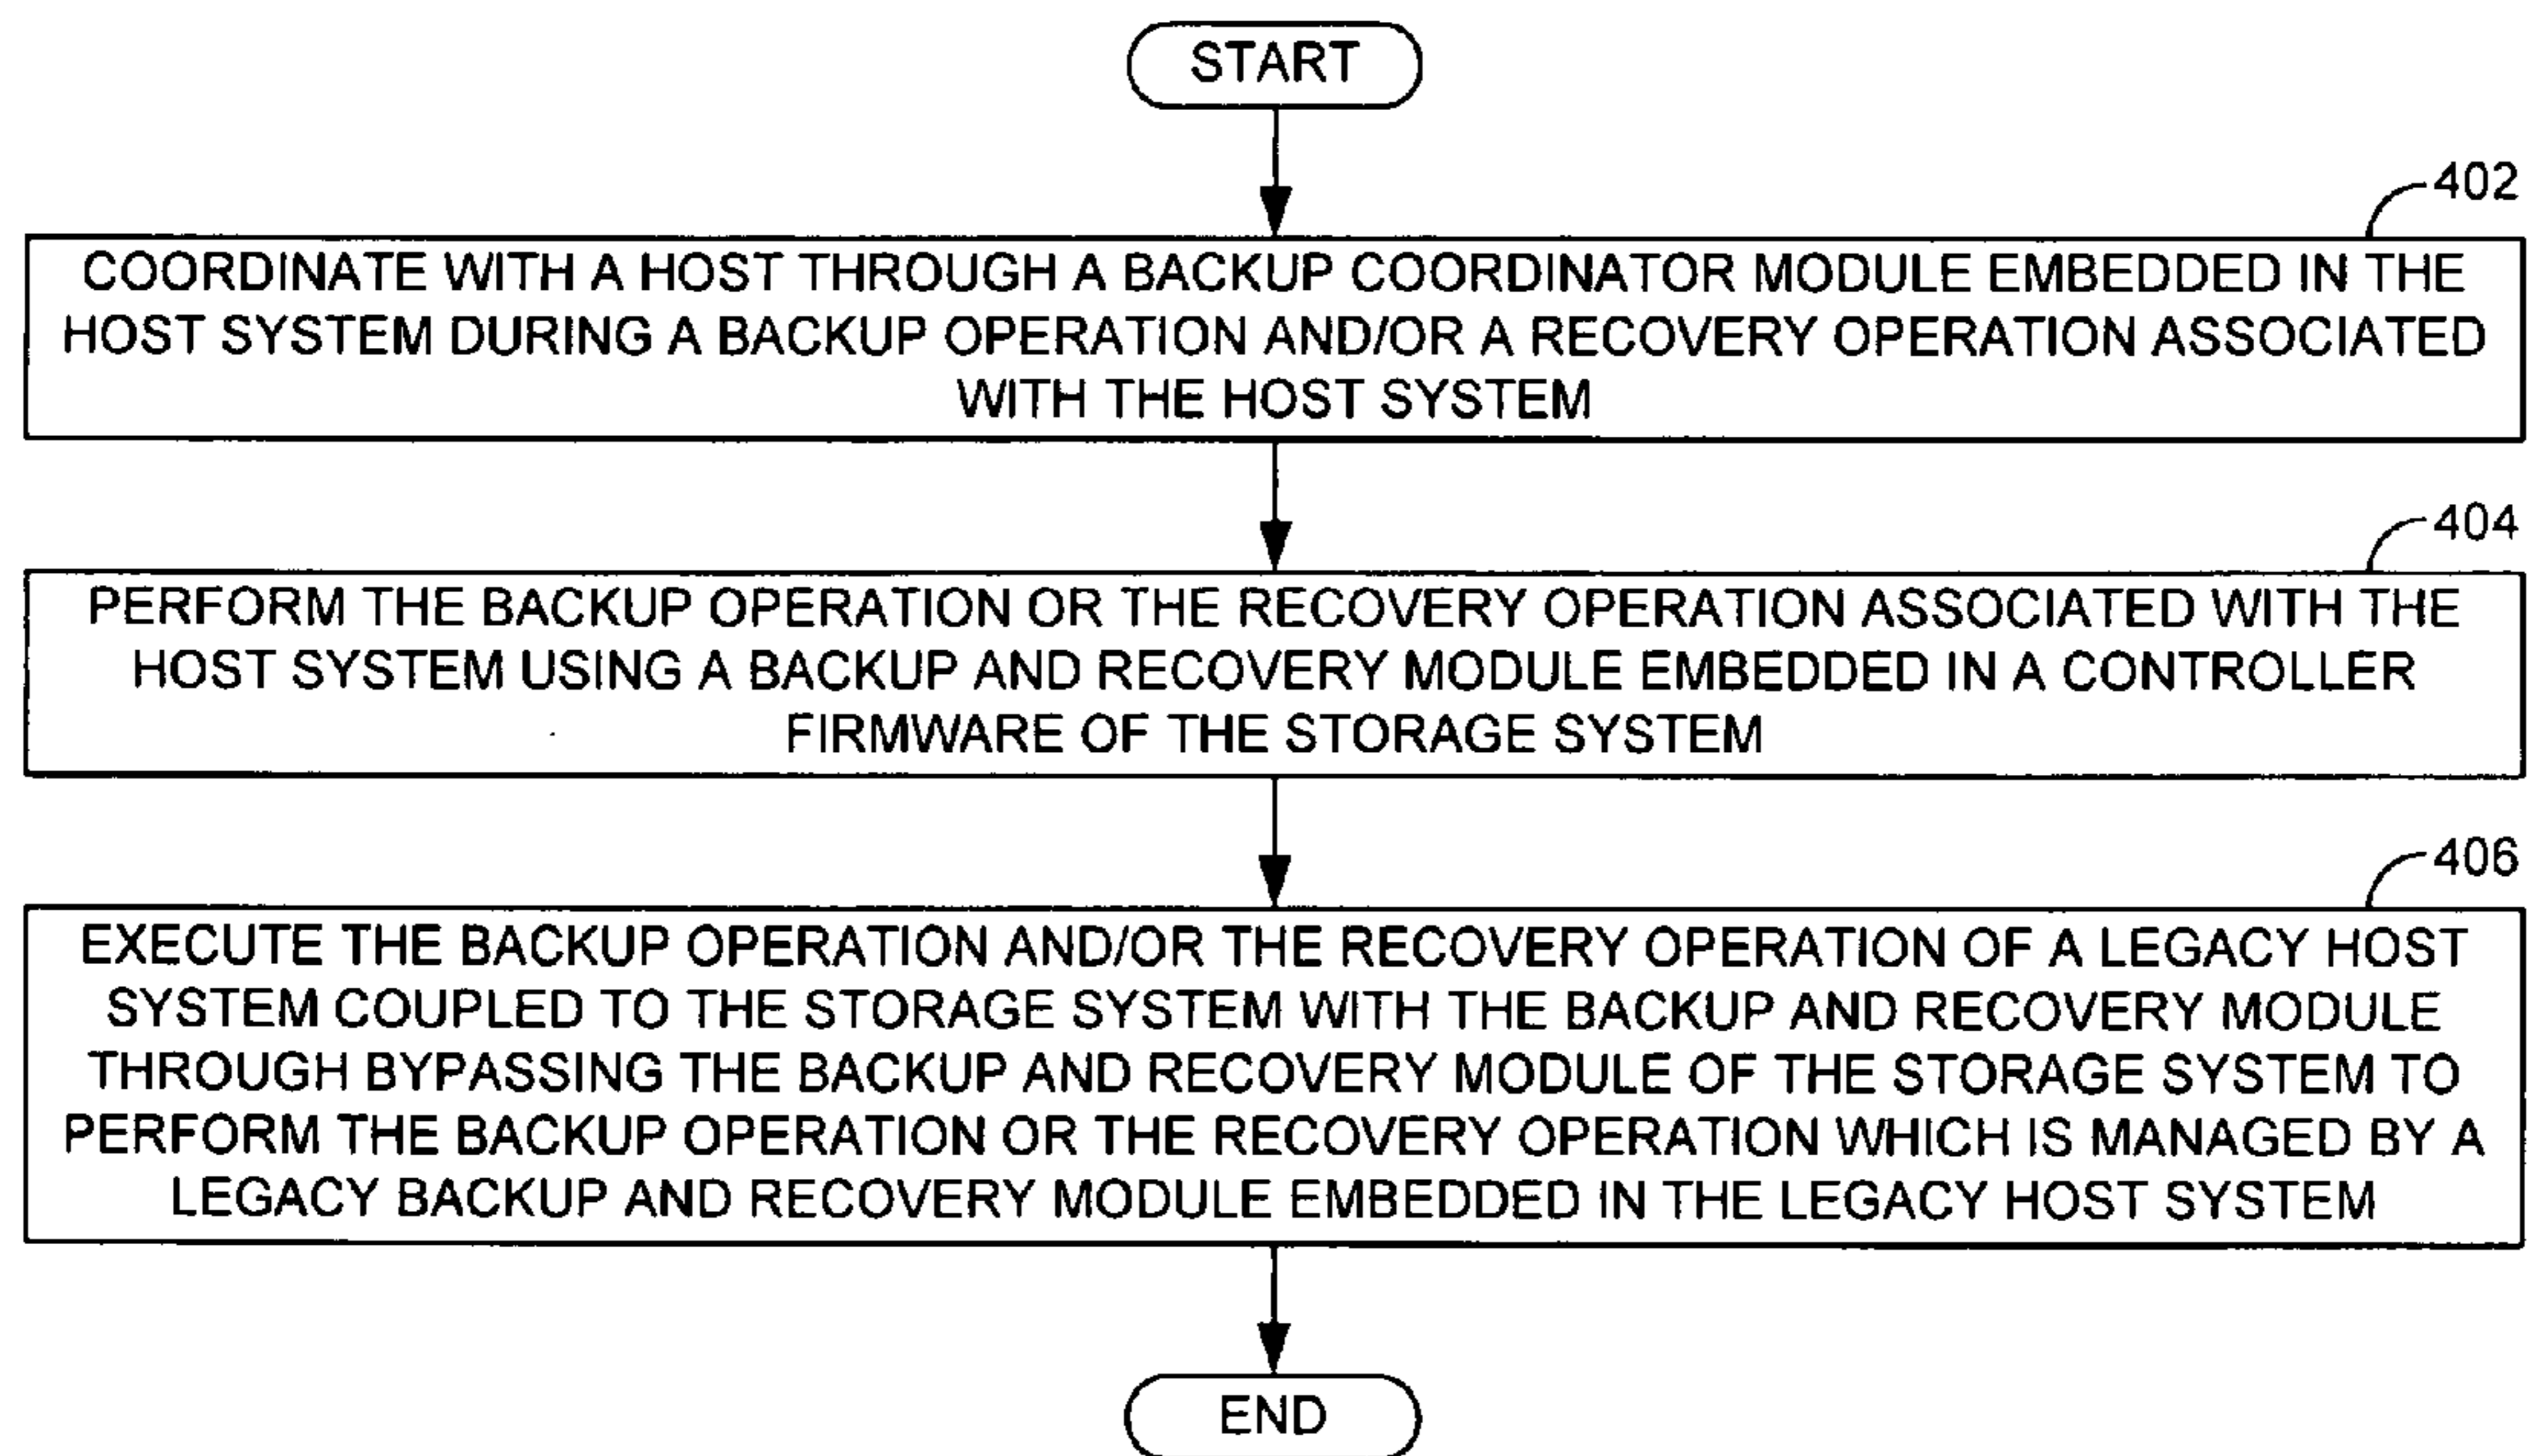 START
402
COORDINATE WITH A HOST THROUGH A BACKUP COORDINATOR MODULE EMBEDDED IN THE
HOST SYSTEM DURING A BACKUP OPERATION AND/OR A RECOVERY OPERATION ASSOCIATED
WITH THE HOST SYSTEM
404
PERFORM THE BACKUP OPERATION OR THE RECOVERY OPERATION ASSOCIATED WITH THE
HOST SYSTEM USING A BACKUP AND RECOVERY MODULE EMBEDDED IN A CONTROLLER
FIRMWARE OF THE STORAGE SYSTEM
406
EXECUTE THE BACKUP OPERATION AND/OR THE RECOVERY OPERATION OF A LEGACY HOST
SYSTEM COUPLED TO THE STORAGE SYSTEM WITH THE BACKUP AND RECOVERY MODULE
THROUGH BYPASSING THE BACKUP AND RECOVERY MODULE OF THE STORAGE SYSTEM TO
PERFORM THE BACKUP OPERATION OR THE RECOVERY OPERATION WHICH IS MANAGED BY A
LEGACY BACKUP AND RECOVERY MODULE EMBEDDED IN THE LEGACY HOST SYSTEM
END